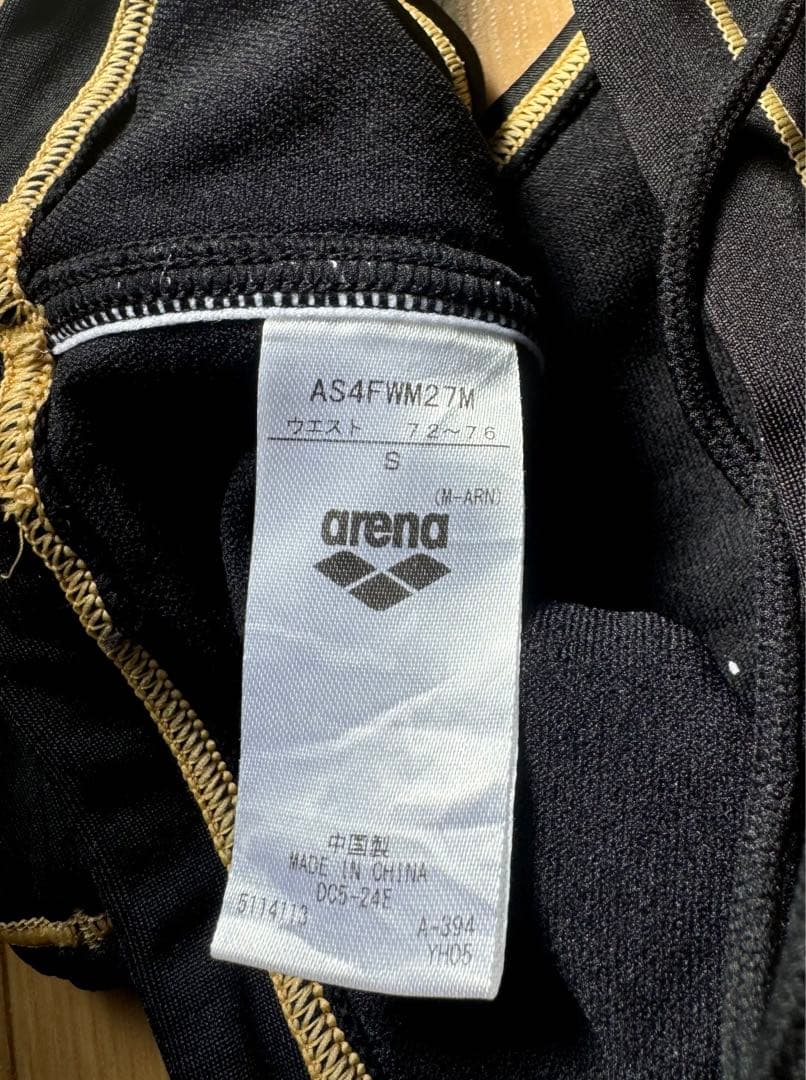 AS4FWM27M
ウエスト 72～76
S
(M-ARN)
arena
中国製
MADE IN CHINA
DC5-24E
5114113 A-394
YH05